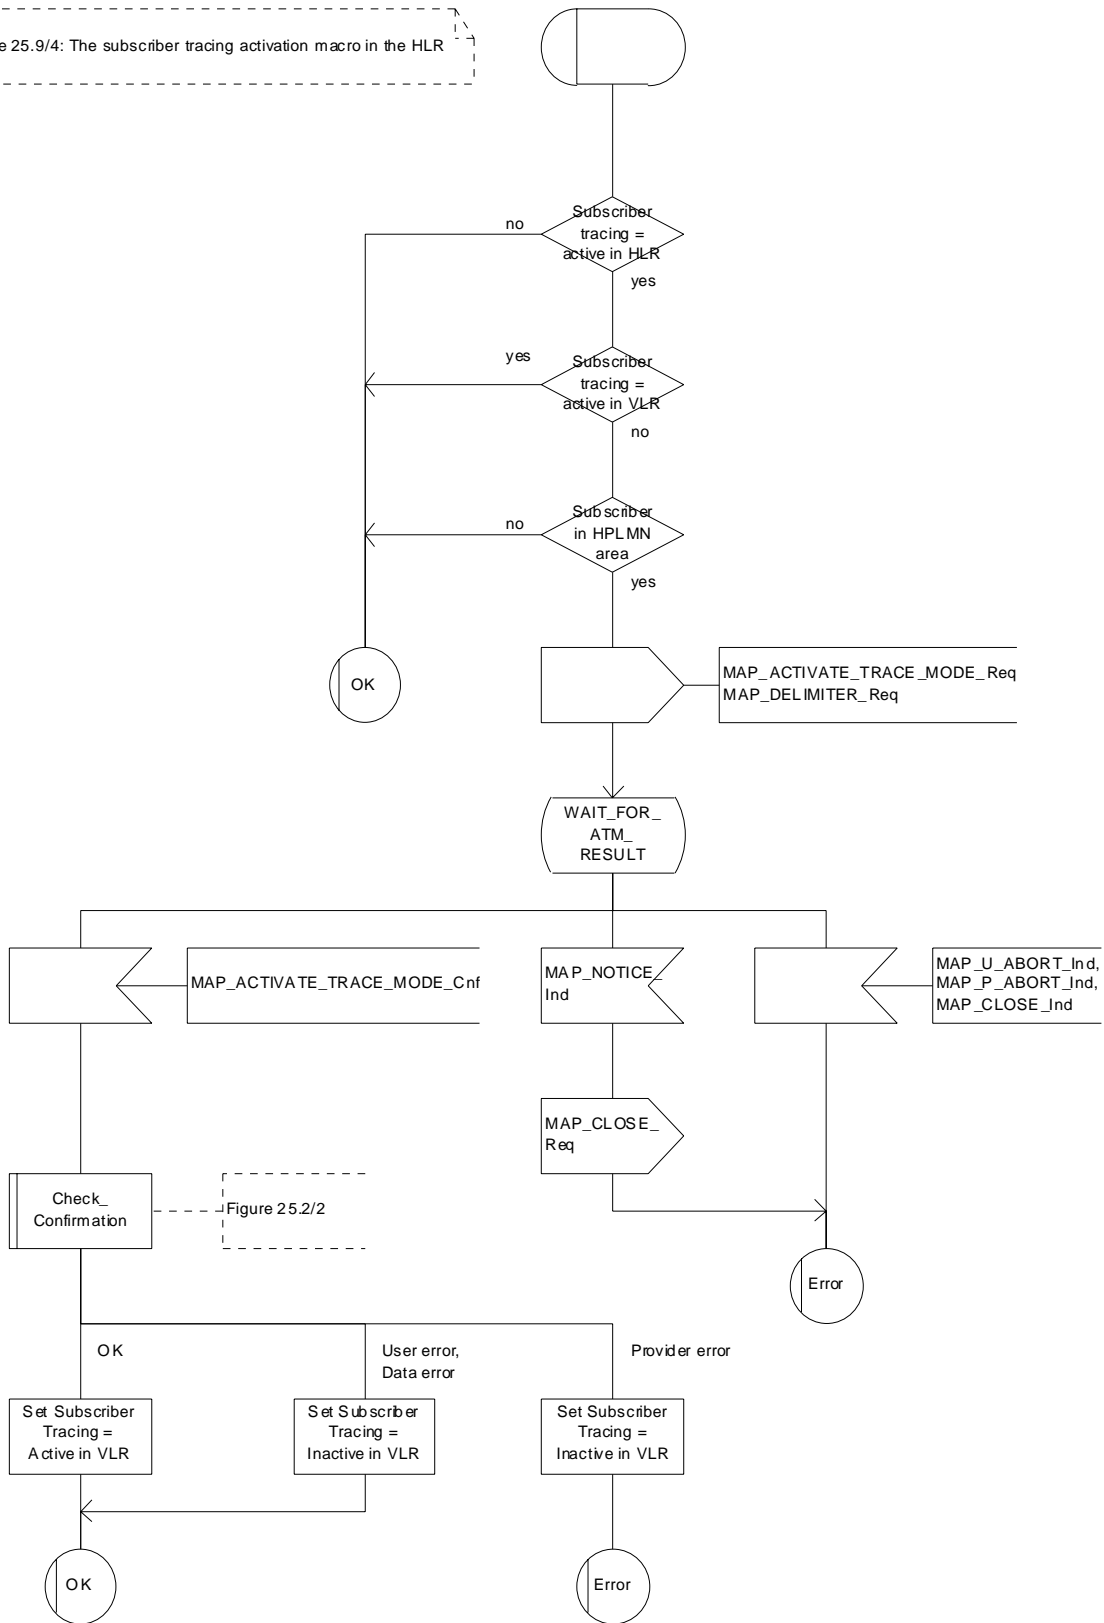 e 25.9/4: The subscriber tracing activation macro in the HLR
Subscriber
tracing =
active in HLR
no
yes
Subscriber
tracing =
active in VLR
yes
no
Subscriber
in HPLMN
area
no
yes
OK
MAP_ACTIVATE_TRACE_MODE_Req
MAP_DELIMITER_Req
WAIT_FOR_
ATM_
RESULT
MAP_ACTIVATE_TRACE_MODE_Cnf
MAP_NOTICE_
Ind
MAP_U_ABORT_Ind,
MAP_P_ABORT_Ind,
MAP_CLOSE_Ind
MAP_CLOSE_
Req
Check_
Confirmation
Figure 25.2/2
Error
OK
User error,
Data error
Provider error
Set Subscriber
Tracing =
Active in VLR
Set Subscriber
Tracing =
Inactive in VLR
Set Subscriber
Tracing =
Inactive in VLR
OK
Error